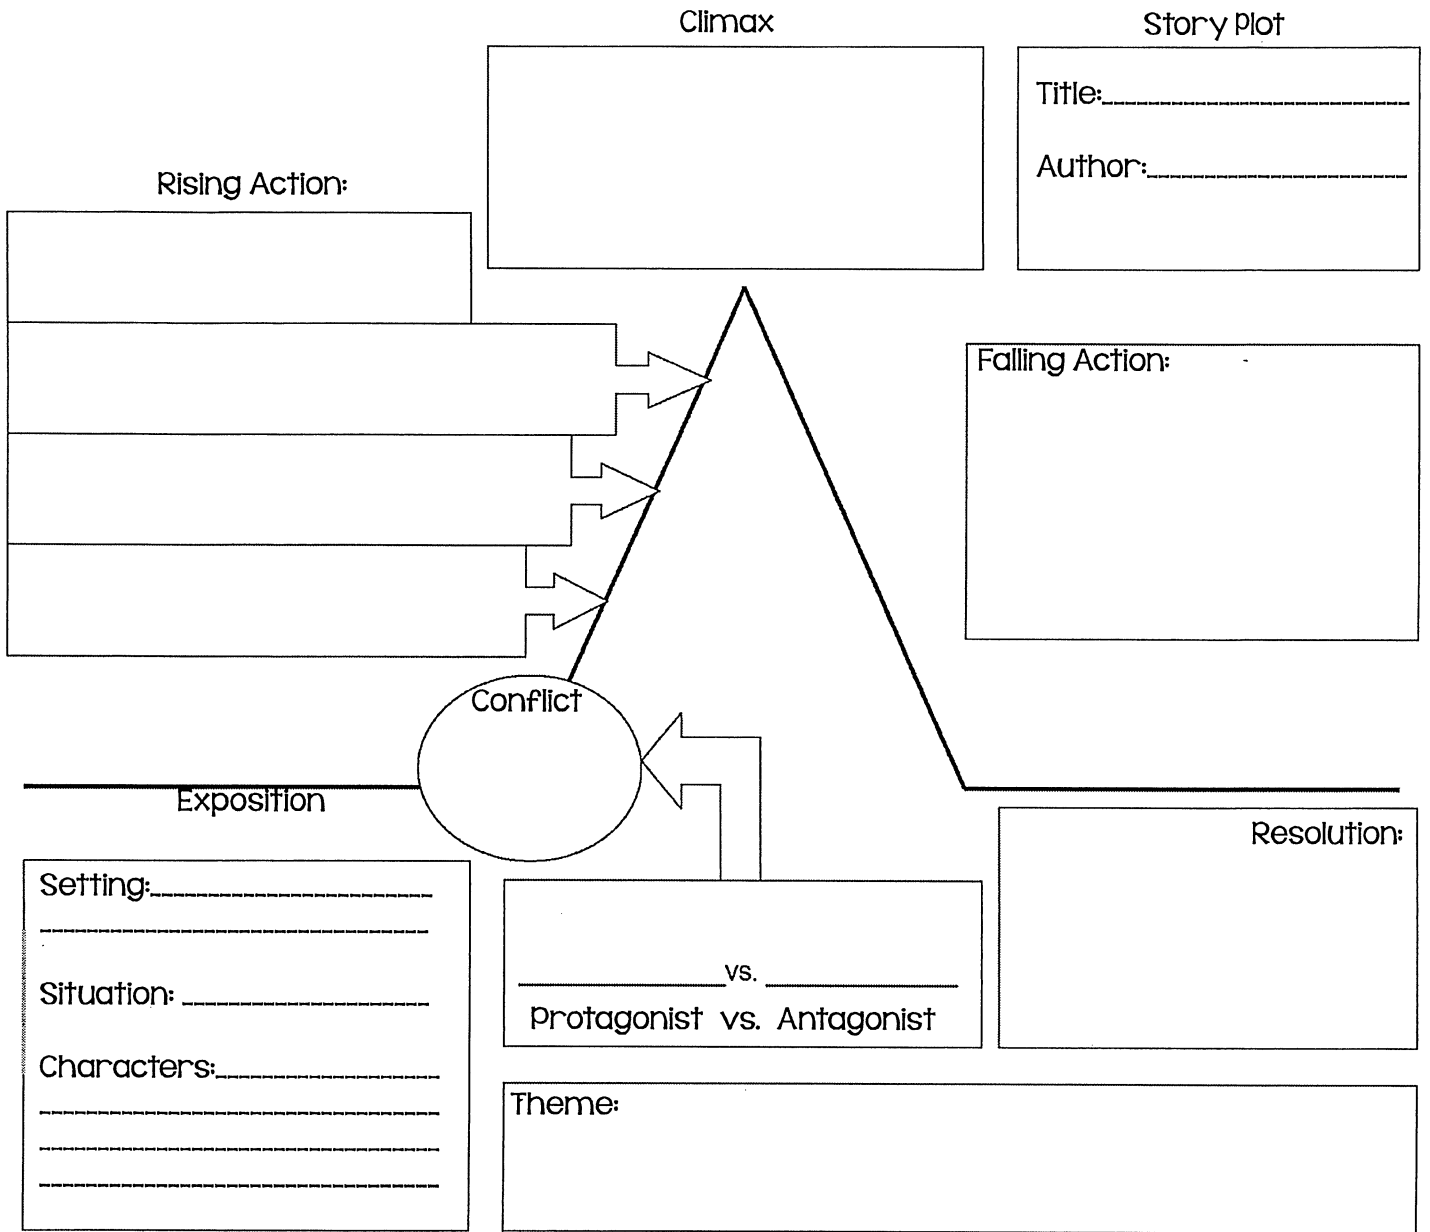 Climax
Story Plot
Title:
Author:
Rising Action:
Falling Action:
Conflict
Exposition
Setting:
Situation:
Characters:
vs.
Protagonist vs. Antagonist
Resolution:
Theme: